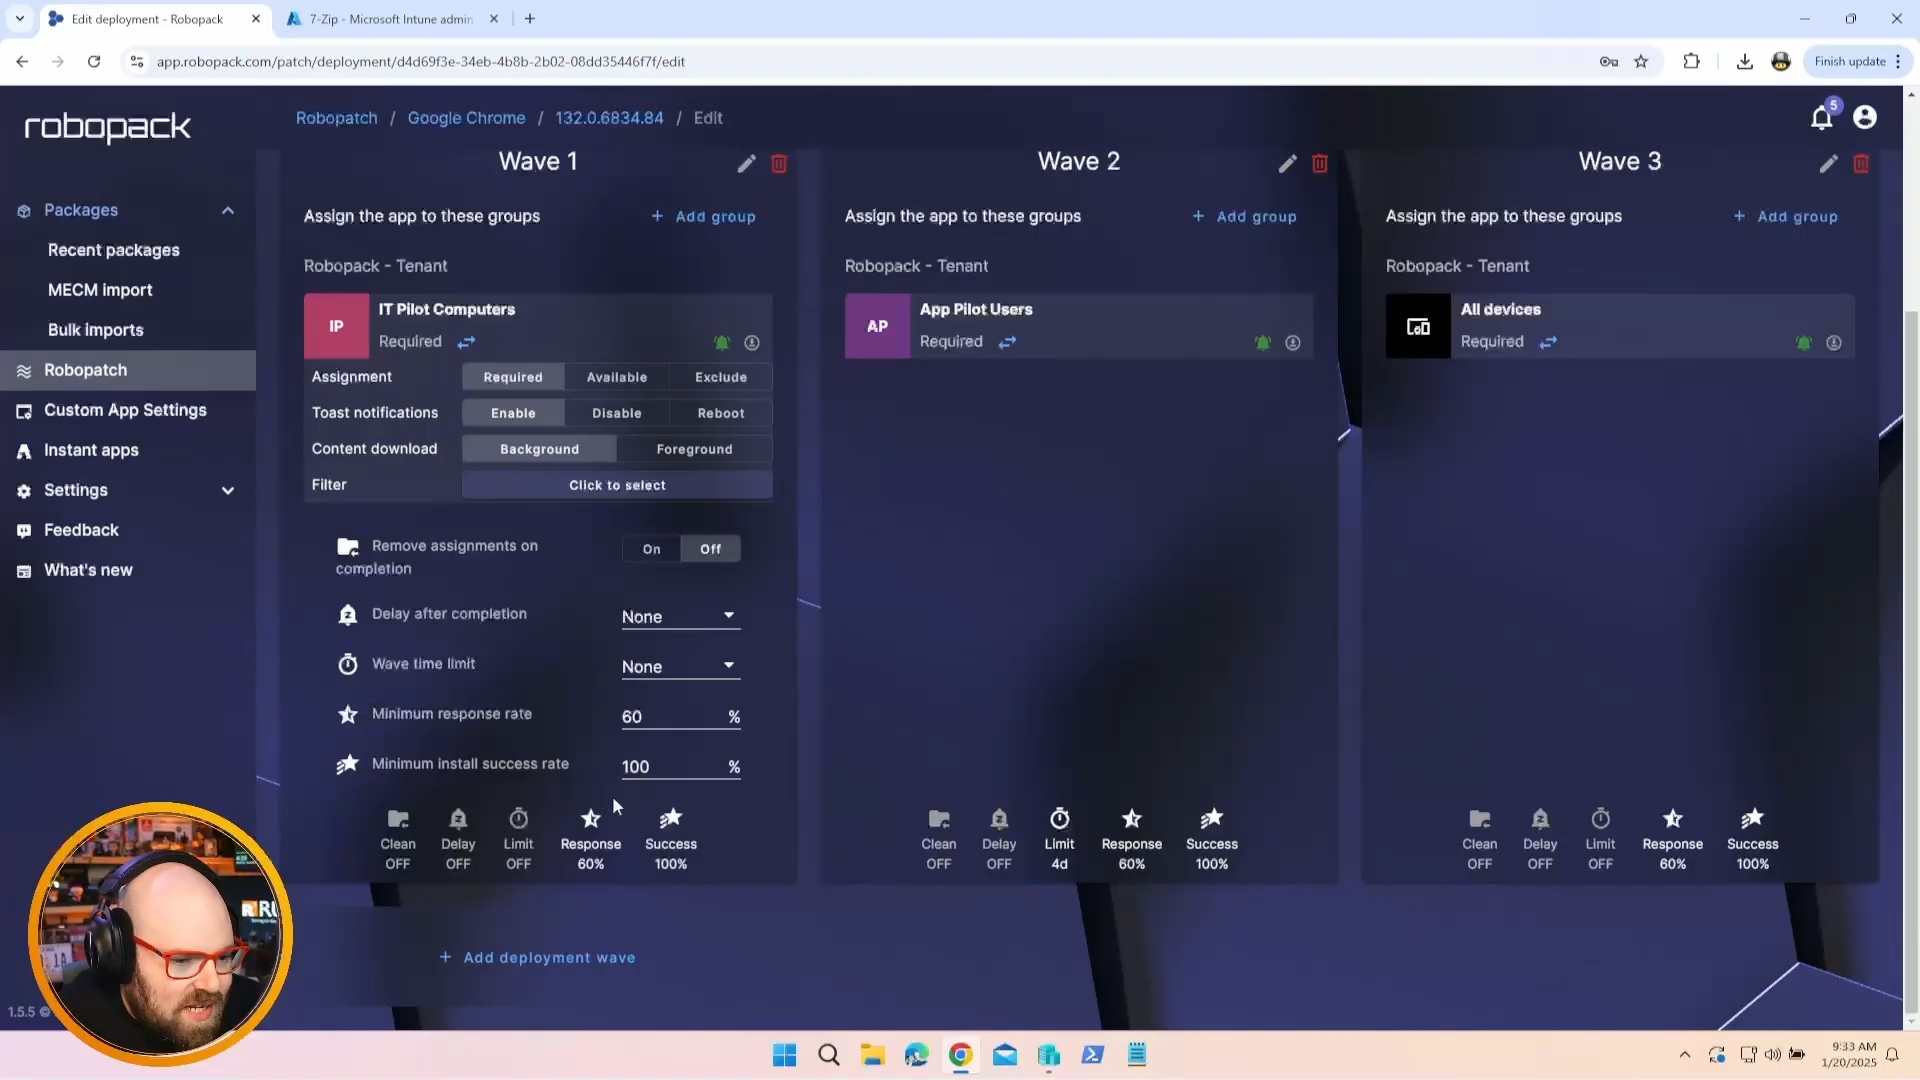 Edit deployment - Robopack
7-Zip - Microsoft Intune admin
app.robopack.com/patch/deployment/d4d69f3e-34eb-4b8b-2b02-08dd35446f7f/edit
Finish update
robopack
Robopatch / Google Chrome / 132.0.6834.84 / Edit
5
Packages
Recent packages
MECM import
Bulk imports
Robopatch
Custom App Settings
Instant apps
Settings
Feedback
What's new
1.5.5 ©
Wave 1
Assign the app to these groups
+ Add group
Robopack - Tenant
IP
IT Pilot Computers
Required
Assignment
Required
Available
Exclude
Toast notifications
Enable
Disable
Reboot
Content download
Background
Foreground
Filter
Click to select
Remove assignments on
completion
On
Off
Delay after completion
None
Wave time limit
None
Minimum response rate
60 %
Minimum install success rate
100 %
Clean
OFF
Delay
OFF
Limit
OFF
Response
60%
Success
100%
+ Add deployment wave
Wave 2
Assign the app to these groups
+ Add group
Robopack - Tenant
AP
App Pilot Users
Required
Clean
OFF
Delay
OFF
Limit
4d
Response
60%
Success
100%
Wave 3
Assign the app to these groups
+ Add group
Robopack - Tenant
All devices
Required
Clean
OFF
Delay
OFF
Limit
OFF
Response
60%
Success
100%
9:33 AM
1/20/2025